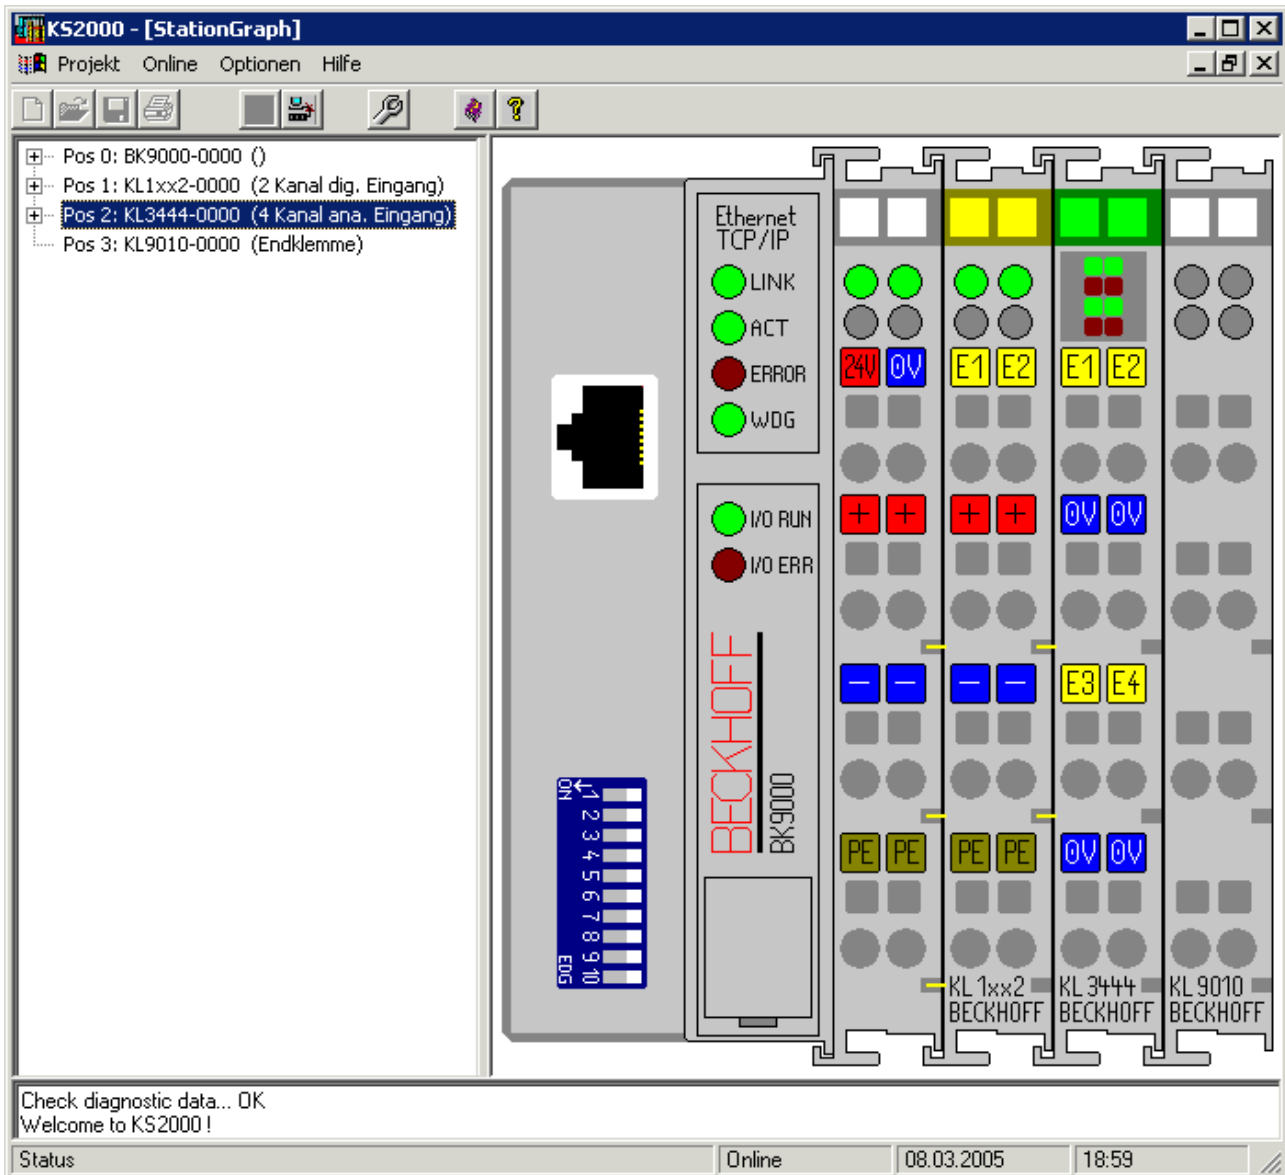 KS2000 - [StationGraph]
Projekt Online Optionen Hilfe
Pos 0: BK9000-0000 ()
Pos 1: KL1xx2-0000 (2 Kanal dig. Eingang)
Pos 2: KL3444-0000 (4 Kanal ana. Eingang)
Pos 3: KL9010-0000 (Endklemme)
Ethernet
TCP/IP
LINK
ACT
ERROR
WDG
I/O RUN
I/O ERR
BECKHOFF
BK9000
ON
1
2
3
4
5
6
7
8
9
10
EDG
24V 0V E1 E2 E1 E2
+ + + + 0V 0V
− − − − E3 E4
PE PE PE PE 0V 0V
KL 1xx2
BECKHOFF
KL 3444
BECKHOFF
KL 9010
BECKHOFF
Check diagnostic data... OK
Welcome to KS2000 !
Status Online 08.03.2005 18:59